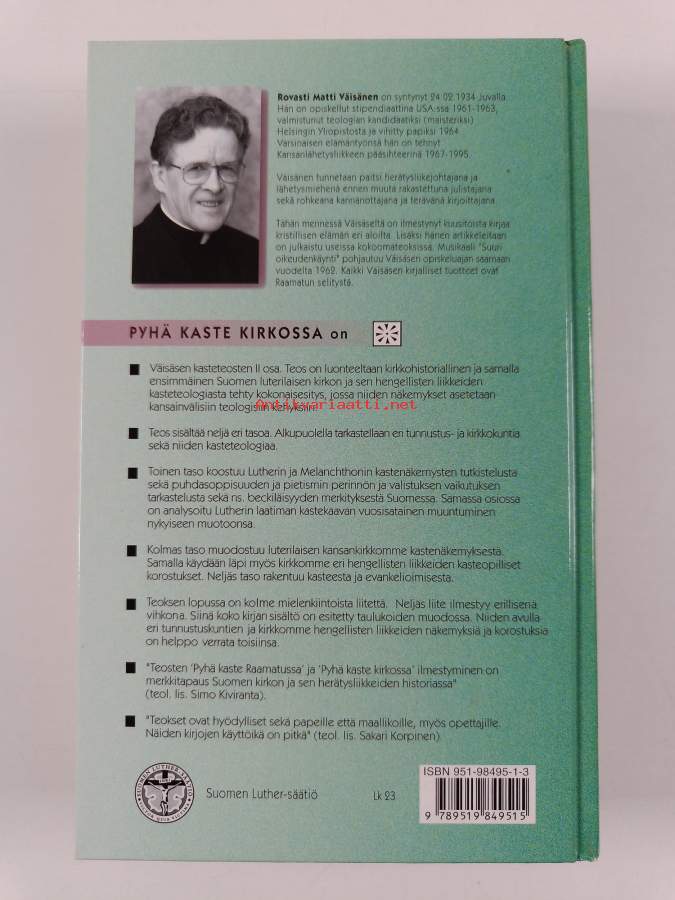 Rovasti Matti Väisänen on syntynyt 24.02.1934 Juvalla.
Hän on opiskellut stipendiaattina USA:ssa 1961-1963,
valmistunut teologian kandidaatiksi (maisteriksi)
Helsingin Yliopistosta ja vihitty papiksi 1964.
Varsinaisen elämäntyönsä hän on tehnyt
Kansanlähetysliikkeen pääsihteerinä 1967-1995.
Väisänen tunnetaan paitsi herätysliikejohtajana ja
lähetysmiehenä ennen muuta rakastettuna julistajana
sekä rohkeana kannanottajana ja terävänä kirjoittajana.
Tähän mennessä Väisäseltä on ilmestynyt kuusitoista kirjaa
kristillisen elämän eri aloilta. Lisäksi hänen artikkeleitaan
on julkaistu useissa kokoomateoksissa. Musikaali "Suuri
oikeudenkäynti" pohjautuu Väisäsen opiskeluajan saarnaan
vuodelta 1962. Kaikki Väisäsen kirjalliset tuotteet ovat
Raamatun selitystä.
PYHÄ KASTE KIRKOSSA on
Väisäsen kasteteosten II osa. Teos on luonteeltaan kirkkohistoriallinen ja samalla
ensimmäinen Suomen luterilaisen kirkon ja sen hengellisten liikkeiden
kasteteologiasta tehty kokonaisesitys, jossa niiden näkemykset asetetaan
kansainvälisiin teologisiin kehyksiin.
Antikvariaatti.net
Teos sisältää neljä eri tasoa. Alkupuolella tarkastellaan eri tunnustus- ja kirkkokuntia
sekä niiden kasteteologiaa.
Toinen taso koostuu Lutherin ja Melanchthonin kastenäkemysten tutkistelusta
sekä puhdasoppisuuden ja pietismin perinnön ja valistuksen vaikutuksen
tarkastelusta sekä ns. beckiläisyyden merkityksestä Suomessa. Samassa osiossa
on analysoitu Lutherin laatiman kastekaavan vuosisatainen muuntuminen
nykyiseen muotoonsa.
Kolmas taso muodostuu luterilaisen kansankirkkomme kastenäkemyksestä.
Samalla käydään läpi myös kirkkomme eri hengellisten liikkeiden kasteopilliset
korostukset. Neljäs taso rakentuu kasteesta ja evankelioimisesta.
Teoksen lopussa on kolme mielenkiintoista liitettä. Neljäs liite ilmestyy erillisenä
vihkona. Siinä koko kirjan sisältö on esitetty taulukoiden muodossa. Niiden avulla
eri tunnustuskuntien ja kirkkomme hengellisten liikkeiden näkemyksiä ja korostuksia
on helppo verrata toisiinsa.
"Teosten 'Pyhä kaste Raamatussa' ja 'Pyhä kaste kirkossa' ilmestyminen on
merkkitapaus Suomen kirkon ja sen herätysliikkeiden historiassa"
(teol. lis. Simo Kiviranta).
"Teokset ovat hyödylliset sekä papeille että maallikoille, myös opettajille.
Näiden kirjojen käyttöikä on pitkä" (teol. lis. Sakari Korpinen).
Suomen Luther-säätiö
Lk 23
ISBN 951-98495-1-3
9 789519 849515